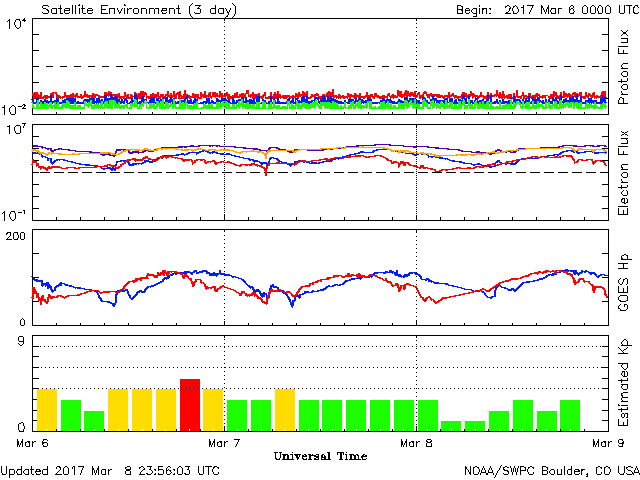 Satellite Environment (3 day) Begin: 2017 Mar 6 0000 UTC
10^4
10^-2
Proton Flux
10^7
10^-1
Electron Flux
200
0
GOES Hp
9
0
Estimated Kp
Mar 6 Mar 7 Mar 8 Mar 9
Universal Time
Updated 2017 Mar 8 23:56:03 UTC NOAA/SWPC Boulder, CO USA